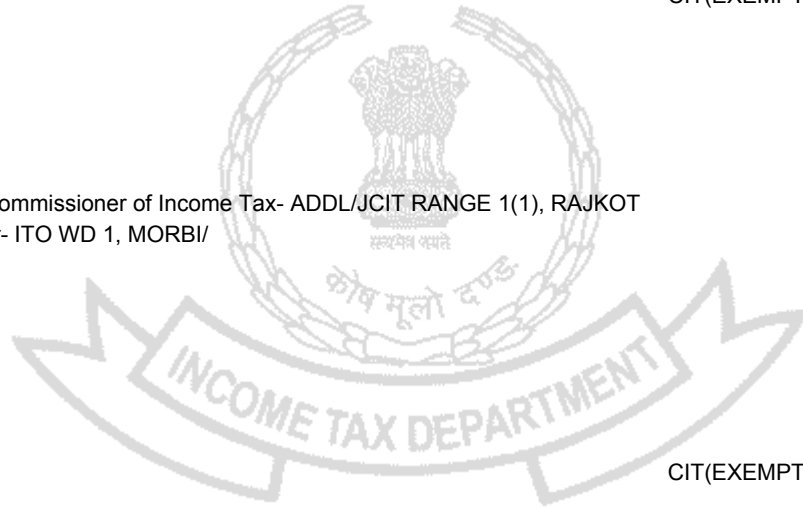 CIT(EXEMPT
ommissioner of Income Tax- ADDL/JCIT RANGE 1(1), RAJKOT
- ITO WD 1, MORBI/
सत्यमेव जयते
कोष मूलो दण्डः
INCOME TAX DEPARTMENT
CIT(EXEMPT